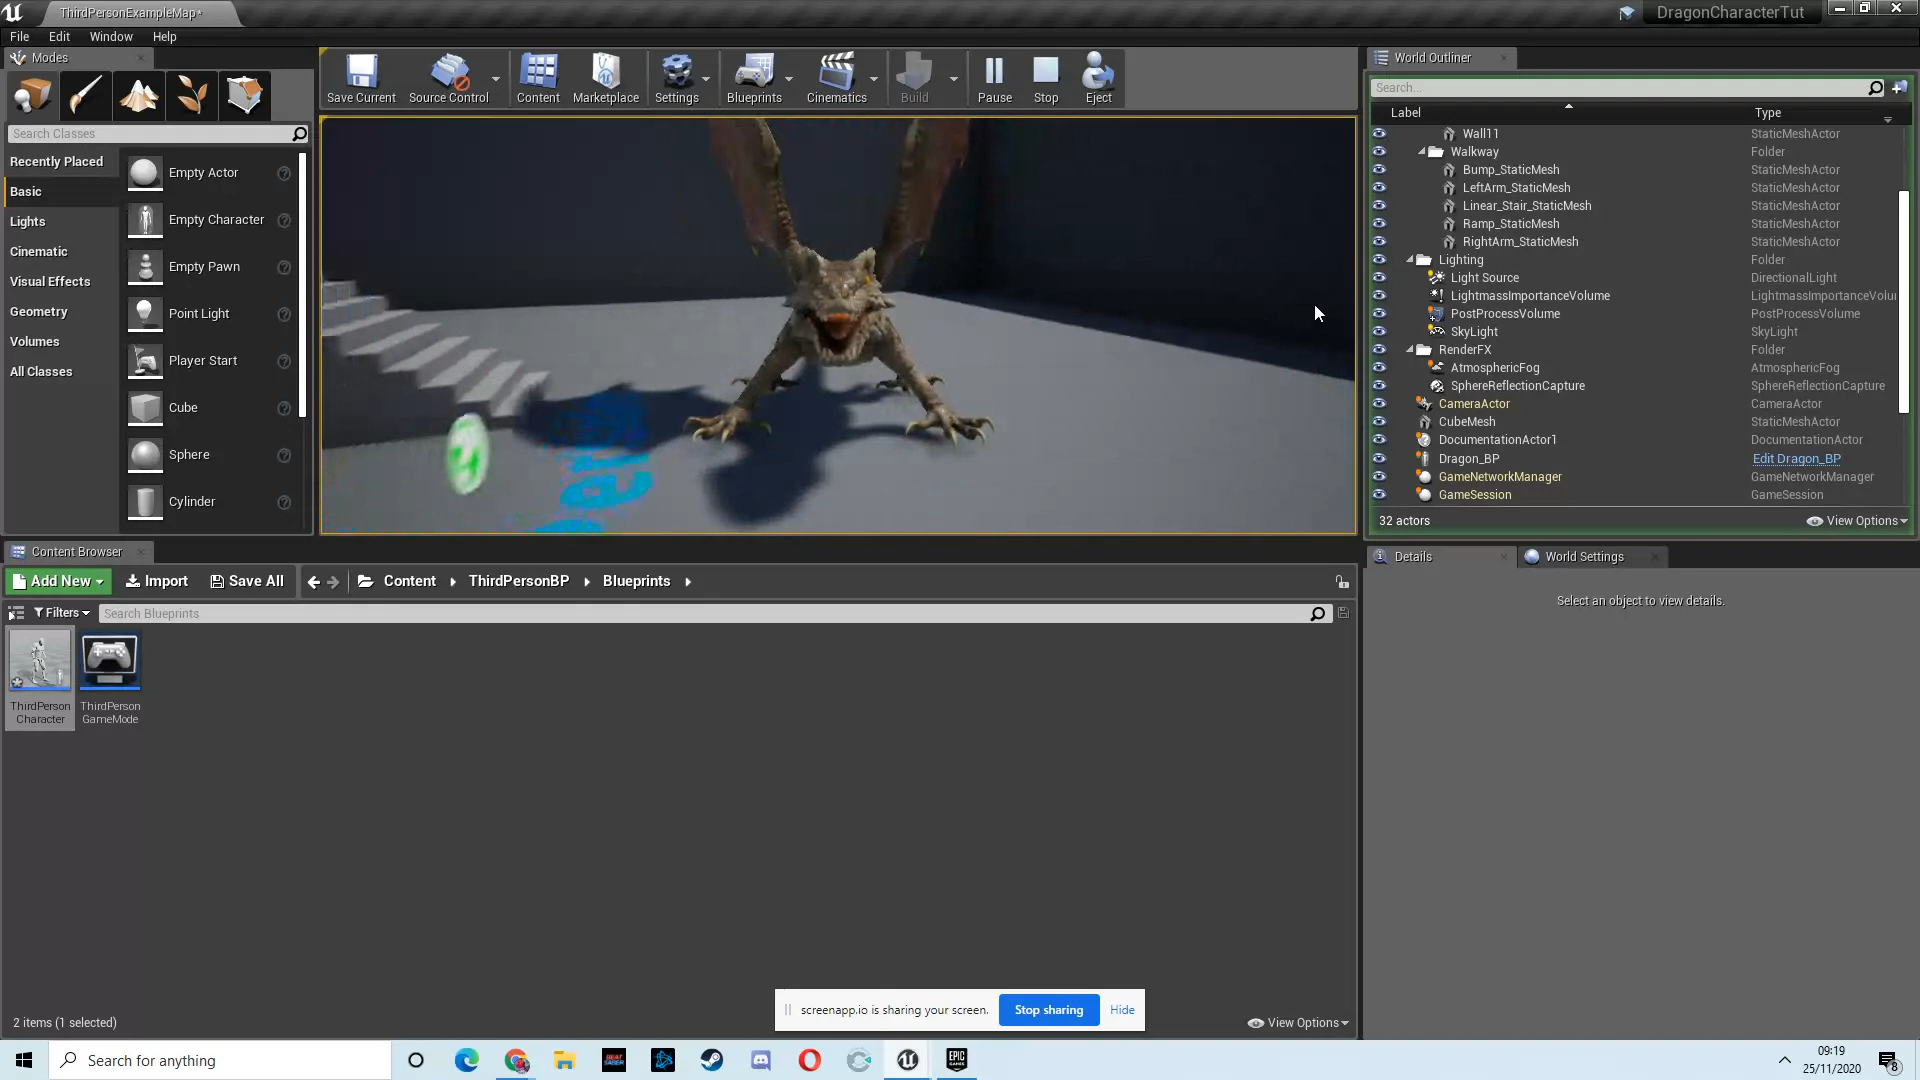 ThirdPersonExampleMap*
DragonCharacterTut
File Edit Window Help
Modes
Search Classes
Recently Placed
Basic
Lights
Cinematic
Visual Effects
Geometry
Volumes
All Classes
Empty Actor
Empty Character
Empty Pawn
Point Light
Player Start
Cube
Sphere
Cylinder
Save Current Source Control Content Marketplace Settings Blueprints Cinematics Build Pause Stop Eject
World Outliner
Search...
Label Type
Wall11 StaticMeshActor
Walkway Folder
Bump_StaticMesh StaticMeshActor
LeftArm_StaticMesh StaticMeshActor
Linear_Stair_StaticMesh StaticMeshActor
Ramp_StaticMesh StaticMeshActor
RightArm_StaticMesh StaticMeshActor
Lighting Folder
Light Source DirectionalLight
LightmassImportanceVolume LightmassImportanceVolu
PostProcessVolume PostProcessVolume
SkyLight SkyLight
RenderFX Folder
AtmosphericFog AtmosphericFog
SphereReflectionCapture SphereReflectionCapture
CameraActor CameraActor
CubeMesh StaticMeshActor
DocumentationActor1 DocumentationActor
Dragon_BP Edit Dragon_BP
GameNetworkManager GameNetworkManager
GameSession GameSession
32 actors View Options
Details World Settings
Select an object to view details.
Content Browser
Add New Import Save All Content ThirdPersonBP Blueprints
Filters Search Blueprints
ThirdPerson
Character
ThirdPerson
GameMode
2 items (1 selected) View Options
screenapp.io is sharing your screen. Stop sharing Hide
Search for anything
BEAT
SABER
EPIC
GAMES
09:19
25/11/2020
8